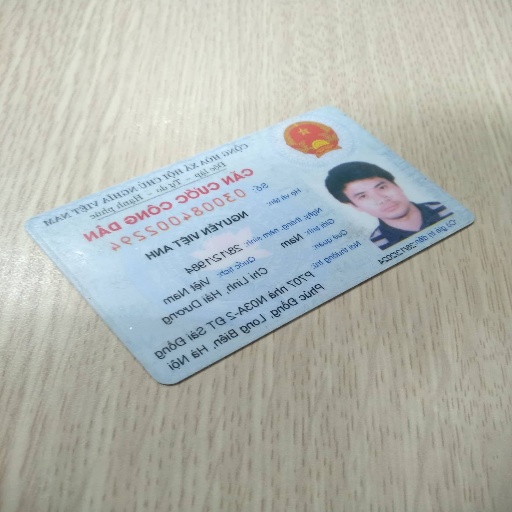 CỘNG HÒA XÃ HỘI CHỦ NGHĨA VIỆT NAM
Độc lập - Tự do - Hạnh phúc
CĂN CƯỚC CÔNG DÂN
Số: 030084002294
Họ và tên:
NGUYỄN VIẾT ANH
Ngày, tháng, năm sinh: 28/12/1984
Giới tính: Nam Quốc tịch: Việt Nam
Quê quán: Chí Linh, Hải Dương
Nơi thường trú: P707 nhà N03A-2 ĐT Sài Đồng
Phúc Đồng, Long Biên, Hà Nội
Có giá trị đến: